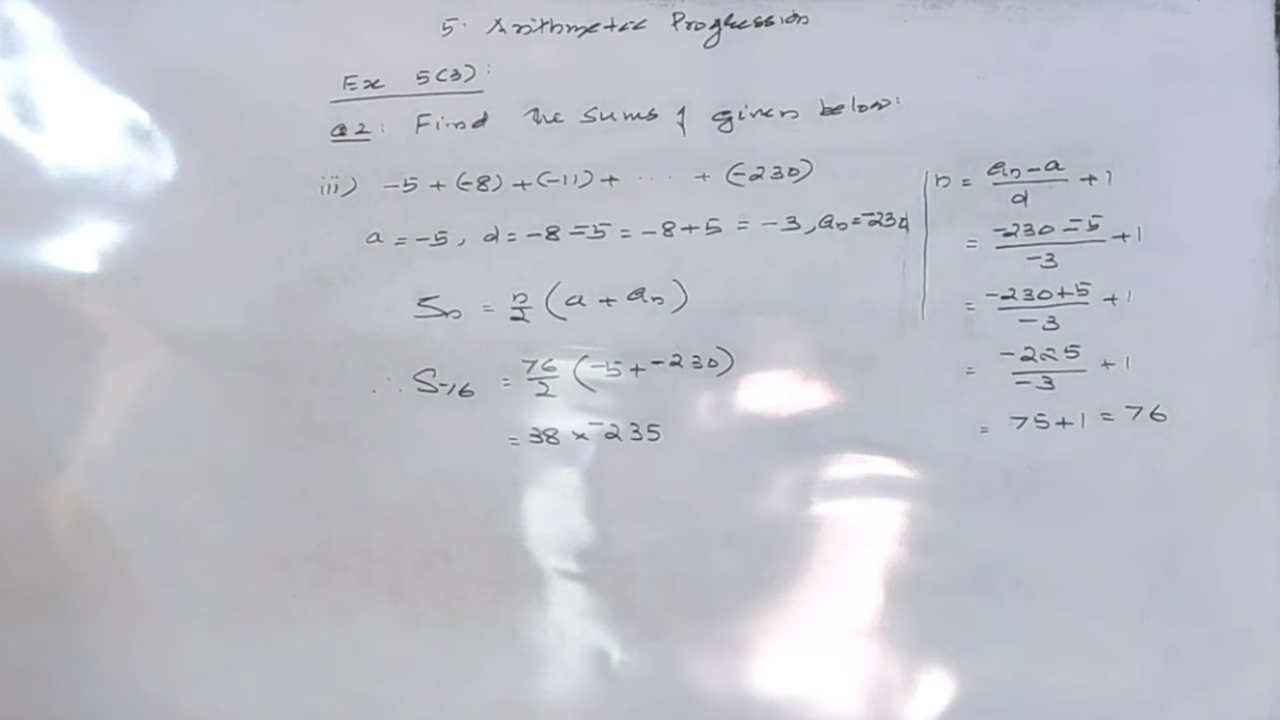 5. Arithmetic Progression
Ex 5(3):
Q2: Find the sums of given below:
iii) -5 + (-8) + (-11) + ... + (-230)
a = -5, d = -8 - -5 = -8+5 = -3, an = -230
Sn = n/2 (a + an)
∴ S76 = 76/2 (-5 + -230)
= 38 × -235
n = (an - a)/d + 1
= (-230 - -5)/-3 + 1
= (-230+5)/-3 + 1
= -225/-3 + 1
= 75+1 = 76